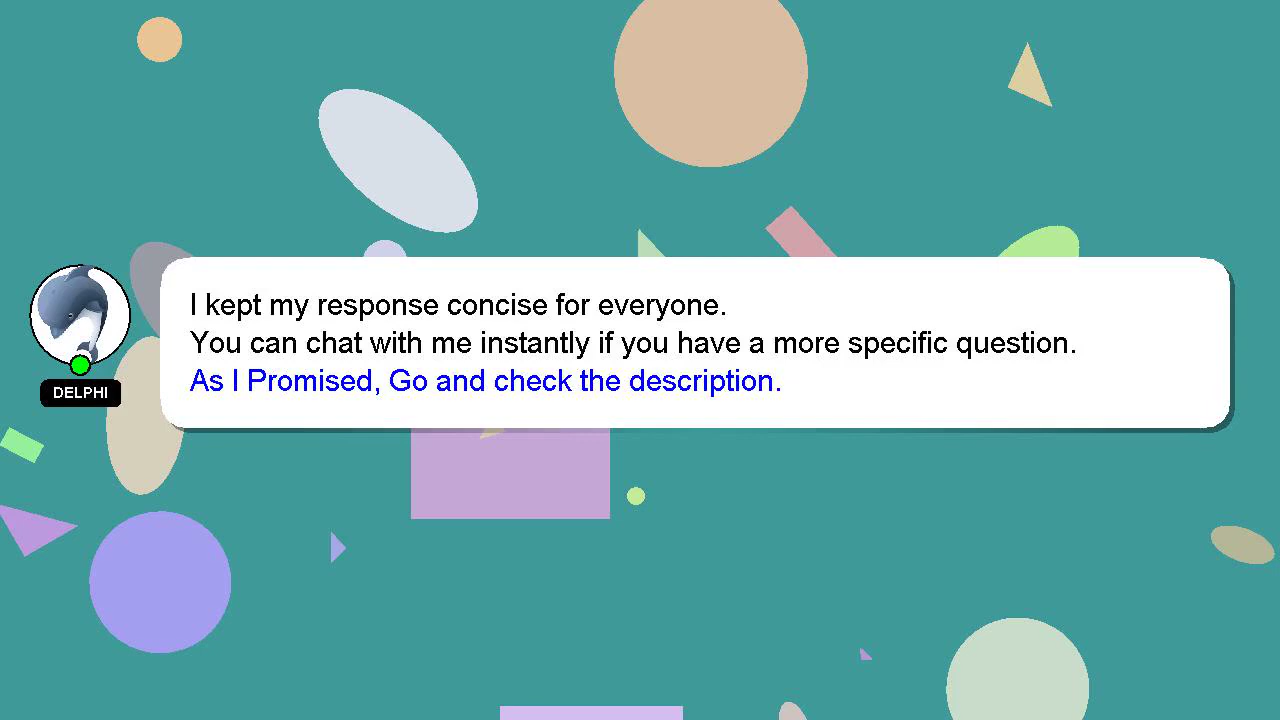 I kept my response concise for everyone.
You can chat with me instantly if you have a more specific question.
As I Promised, Go and check the description.
DELPHI